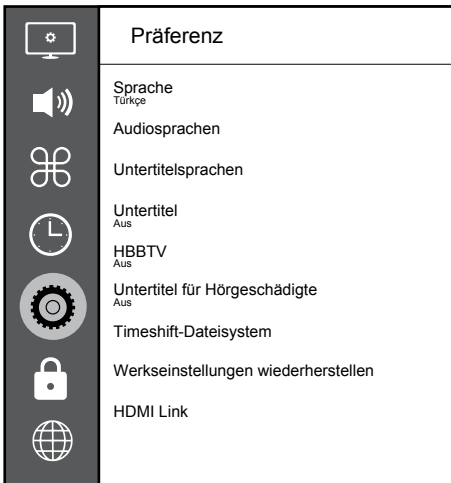 Präferenz
Sprache
Türkçe
Audiosprachen
Untertitelsprachen
Untertitel
Aus
HBBTV
Aus
Untertitel für Hörgeschädigte
Aus
Timeshift-Dateisystem
Werkseinstellungen wiederherstellen
HDMI Link